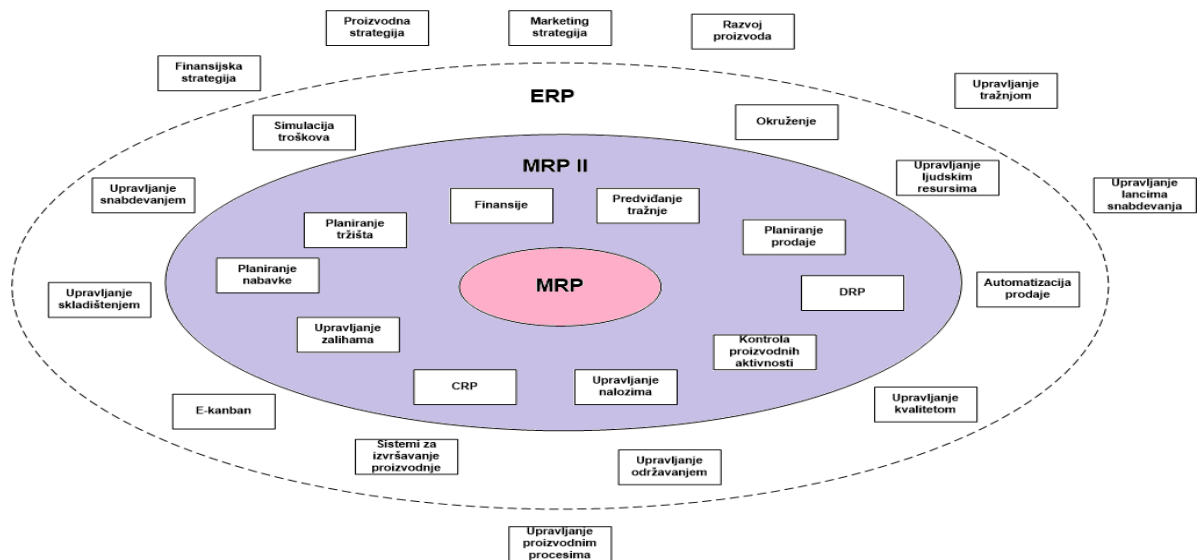 Proizvodna
strategija
Marketing
strategija
Razvoj
proizvoda
Finansijska
strategija
ERP
Upravljanje
tražnjom
Simulacija
troškova
Okruženje
MRP II
Upravljanje
ljudskim
resursima
Upravljanje
snabdevanjem
Upravljanje
lancima
snabdevanja
Finansije
Predviđanje
tražnje
Planiranje
tržišta
Planiranje
prodaje
Planiranje
nabavke
MRP
Upravljanje
skladištenjem
DRP
Automatizacija
prodaje
Upravljanje
zalihama
Kontrola
proizvodnih
aktivnosti
CRP
Upravljanje
nalozima
E-kanban
Upravljanje
kvalitetom
Sistemi za
izvršavanje
proizvodnje
Upravljanje
održavanjem
Upravljanje
proizvodnim
procesima